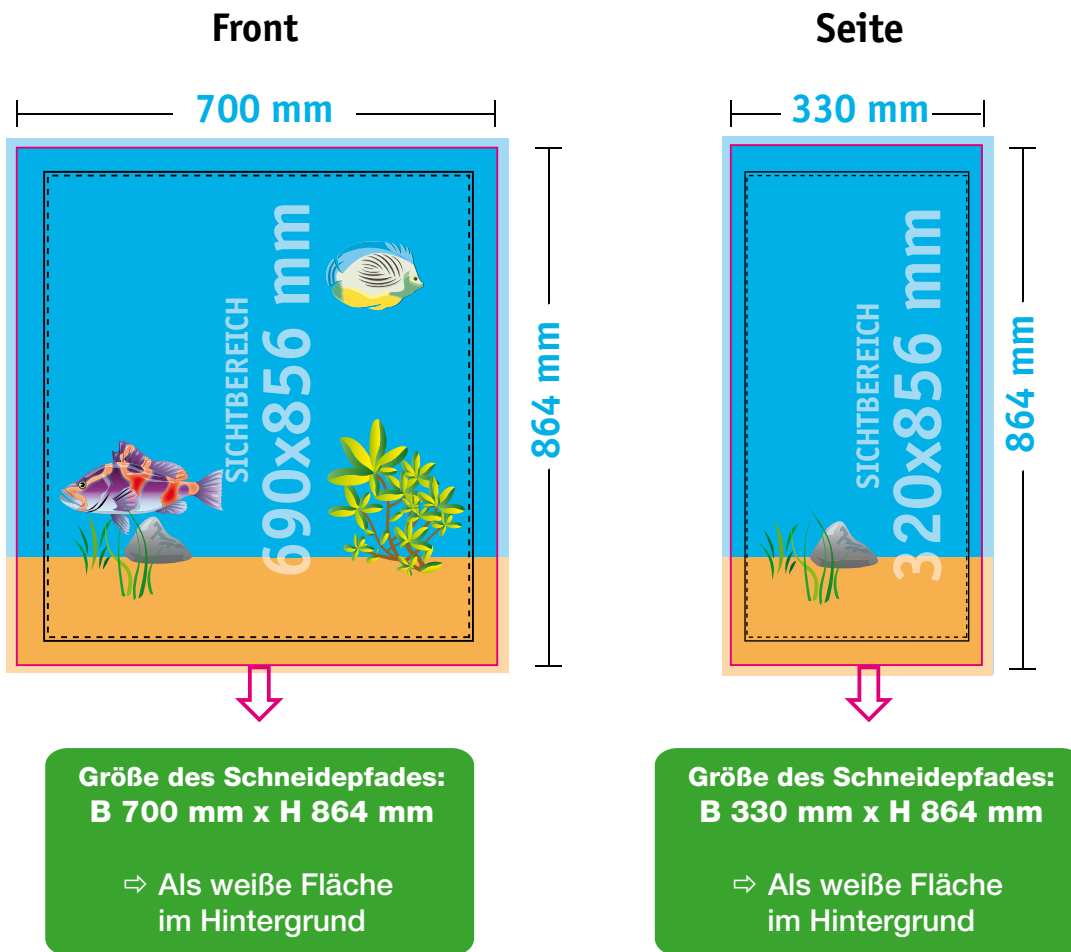 Front
700 mm
SICHTBEREICH
690x856 mm
864 mm
Größe des Schneidepfades:
B 700 mm x H 864 mm
⇨ Als weiße Fläche
im Hintergrund
Seite
330 mm
SICHTBEREICH
320x856 mm
864 mm
Größe des Schneidepfades:
B 330 mm x H 864 mm
⇨ Als weiße Fläche
im Hintergrund